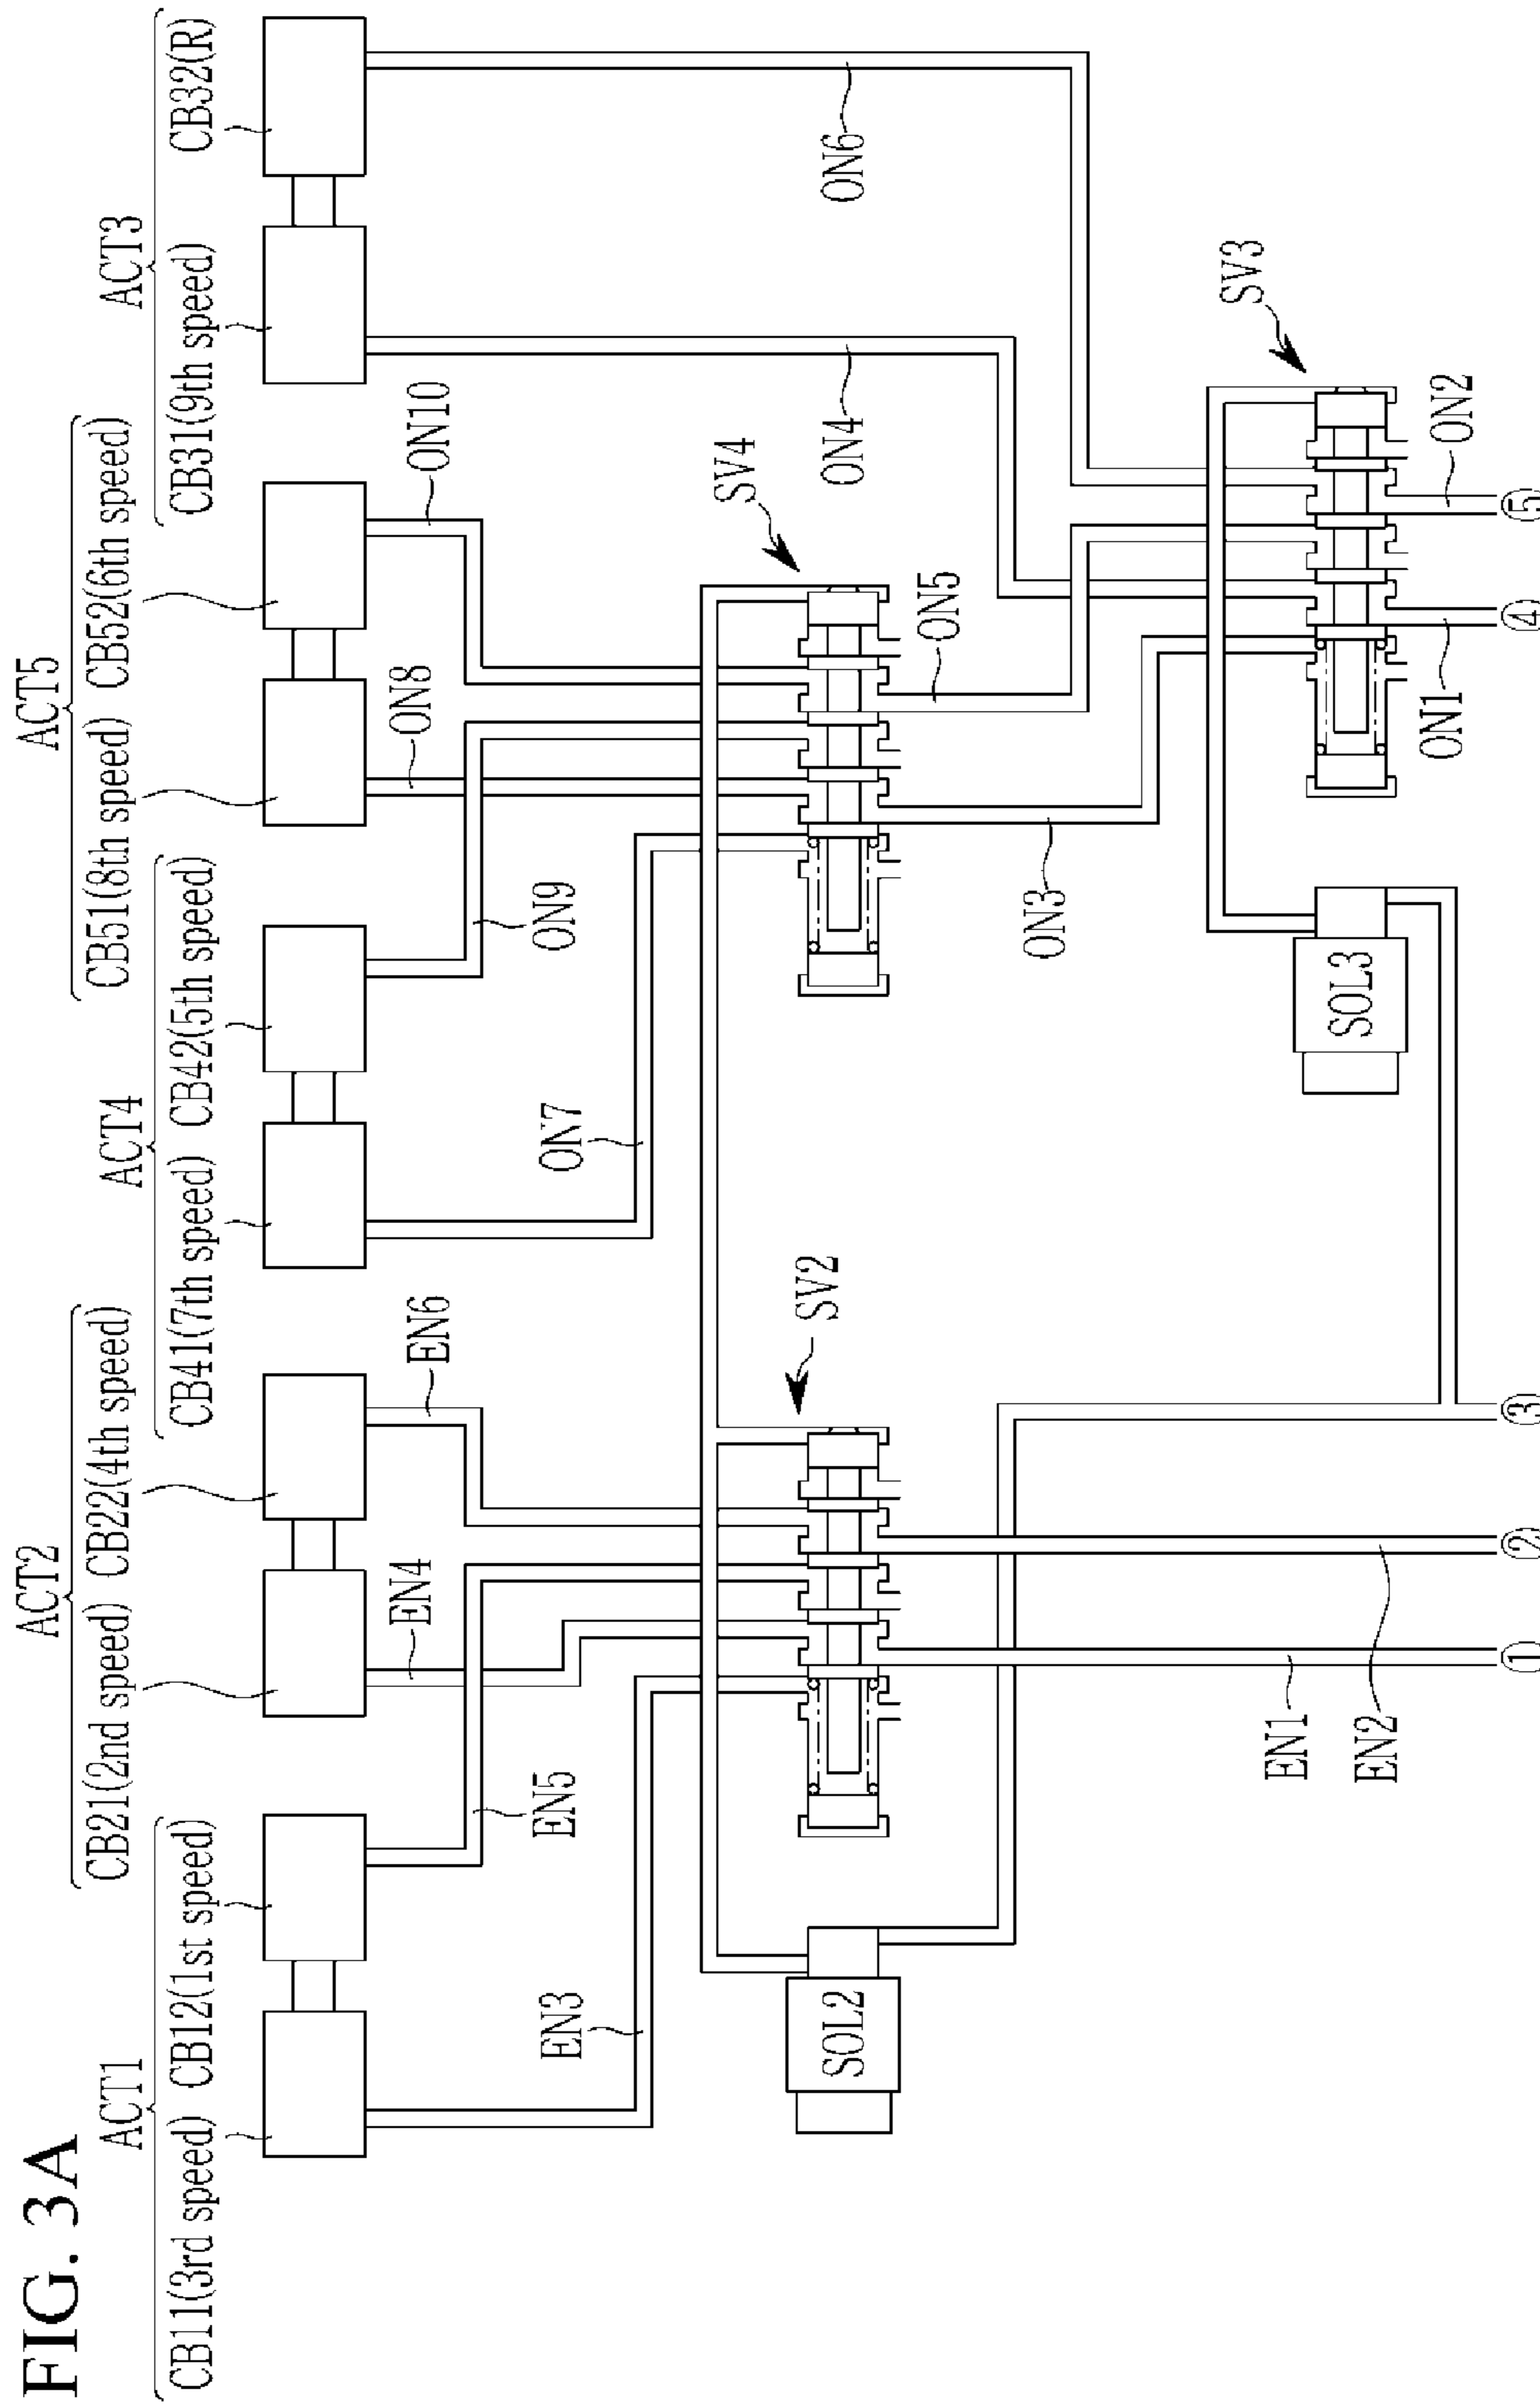 FIG. 3A
ACT1
CB11(3rd speed)
CB12(1st speed)
ACT2
CB21(2nd speed)
CB22(4th speed)
ACT4
CB41(7th speed)
CB42(5th speed)
ACT5
CB51(8th speed)
CB52(6th speed)
ACT3
CB31(9th speed)
CB32(R)
EN4
EN6
ON8
ON10
EN3
EN5
ON7
ON9
SV2
SV4
SOL2
ON4
ON6
ON5
ON3
SV3
EN1
EN2
SOL3
ON1
ON2
①
②
③
④
⑤